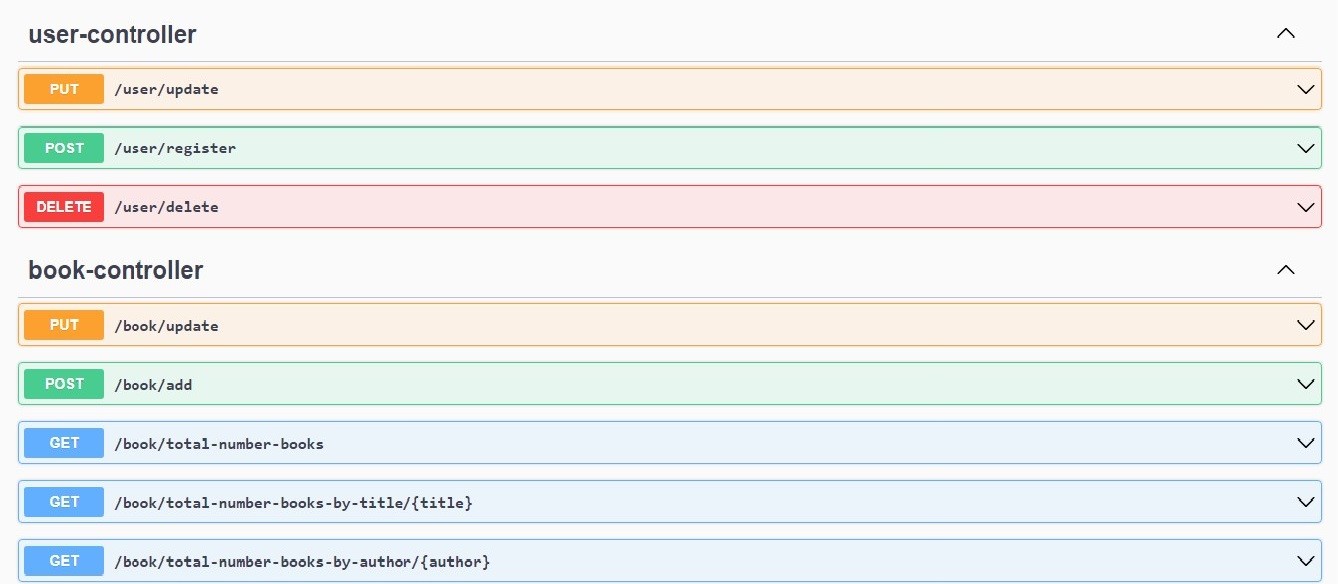 user-controller
PUT /user/update
POST /user/register
DELETE /user/delete
book-controller
PUT /book/update
POST /book/add
GET /book/total-number-books
GET /book/total-number-books-by-title/{title}
GET /book/total-number-books-by-author/{author}